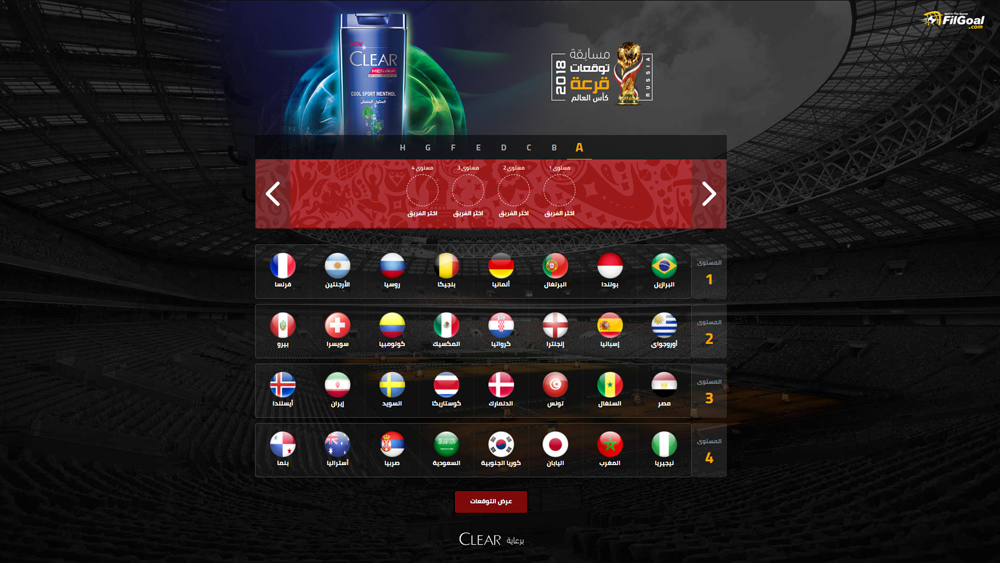 FilGoal
.com
CLEAR
MEN
COOL SPORT MENTHOL
مسابقة
توقعات
قرعة
كأس العالم
2018
RUSSIA
A B C D E F G H
مستوى 1 مستوى 2 مستوى 3 مستوى 4
اختر الفريق اختر الفريق اختر الفريق اختر الفريق
المستوى 1
البرازيل بولندا البرتغال ألمانيا بلجيكا روسيا الأرجنتين فرنسا
المستوى 2
أوروجواى إسبانيا إنجلترا كرواتيا المكسيك كولومبيا سويسرا بيرو
المستوى 3
مصر السنغال تونس الدنمارك كوستاريكا السويد إيران أيسلندا
المستوى 4
نيجيريا المغرب اليابان كوريا الجنوبية السعودية صربيا أستراليا بنما
عرض التوقعات
برعاية CLEAR